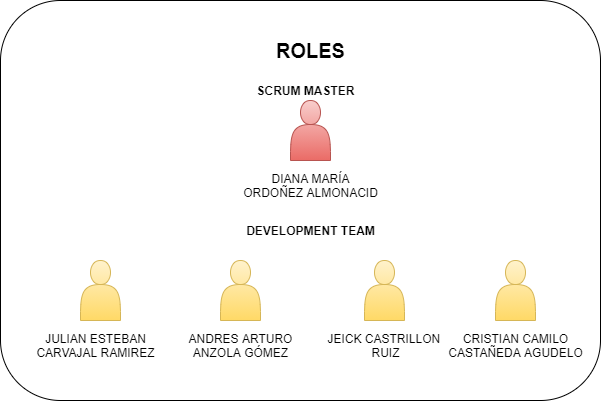 ROLES
SCRUM MASTER
DIANA MARÍA
ORDOÑEZ ALMONACID
DEVELOPMENT TEAM
JULIAN ESTEBAN
CARVAJAL RAMIREZ
ANDRES ARTURO
ANZOLA GÓMEZ
JEICK CASTRILLON
RUIZ
CRISTIAN CAMILO
CASTAÑEDA AGUDELO